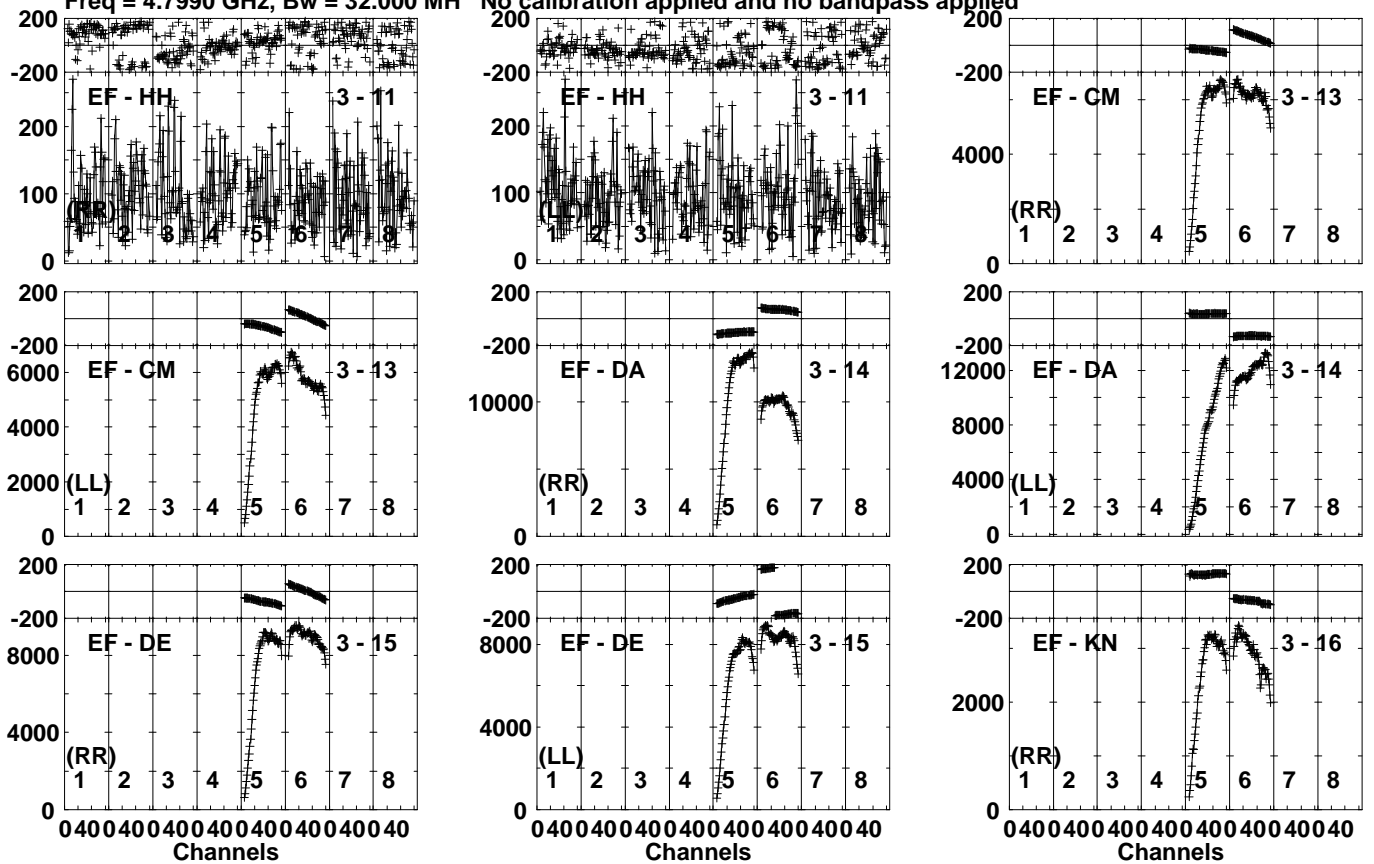 Freq = 4.7990 GHz, Bw = 32.000 MH No calibration applied and no bandpass applied
200
-200
EF - HH 3 - 11
200
100
0
(RR)
1 2 3 4 5 6 7 8
200
-200
EF - HH 3 - 11
200
100
0
(LL)
1 2 3 4 5 6 7 8
200
-200
EF - CM 3 - 13
4000
0
(RR)
1 2 3 4 5 6 7 8
200
-200
EF - CM 3 - 13
6000
4000
2000
0
(LL)
1 2 3 4 5 6 7 8
200
-200
EF - DA 3 - 14
10000
0
(RR)
1 2 3 4 5 6 7 8
200
-200
EF - DA 3 - 14
12000
8000
4000
0
(LL)
1 2 3 4 5 6 7 8
200
-200
EF - DE 3 - 15
8000
4000
0
(RR)
1 2 3 4 5 6 7 8
0 40 0 40 0 40 0 40 0 40 0 40 0 40 0 40
Channels
200
-200
EF - DE 3 - 15
8000
4000
0
(LL)
1 2 3 4 5 6 7 8
0 40 0 40 0 40 0 40 0 40 0 40 0 40 0 40
Channels
200
-200
EF - KN 3 - 16
2000
0
(RR)
1 2 3 4 5 6 7 8
0 40 0 40 0 40 0 40 0 40 0 40 0 40 0 40
Channels